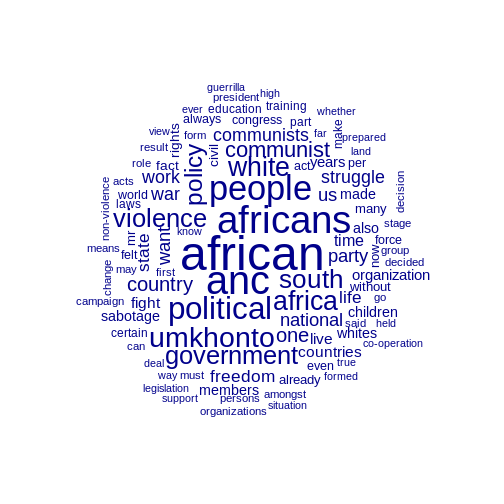 guerrilla
president high
ever education training
always congress part whether
view form policy civil communists far make prepared
result rights communist land
role fact white act years per
acts work people struggle decision
non-violence world war us made
laws violence africans many stage
means mr state want know also
felt african time now force group
change may first anc south party decided
country organization without
campaign fight political africa life go
sabotage national children said held
certain umkhonto one live whites co-operation
can government countries
deal freedom even true
way must already formed
legislation members amongst
support persons situation
organizations